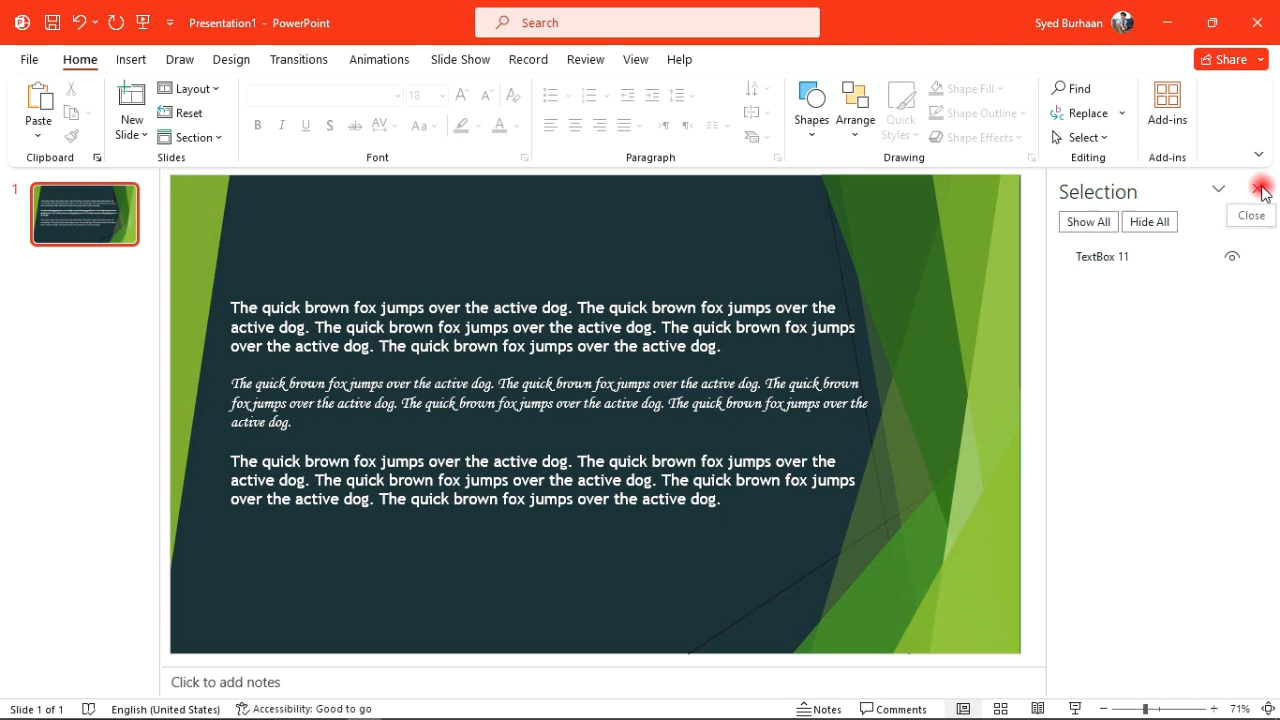 Presentation1 - PowerPoint
Search
Syed Burhaan
File Home Insert Draw Design Transitions Animations Slide Show Record Review View Help
Share
Paste
Clipboard
New Slide
Layout
Reset
Section
Slides
18
B I U S ab AV Aa A
Font
Paragraph
Shapes
Arrange
Quick Styles
Shape Fill
Shape Outline
Shape Effects
Drawing
Find
Replace
Select
Editing
Add-ins
Add-ins
1
The quick brown fox jumps over the active dog. The quick brown fox jumps over the
active dog. The quick brown fox jumps over the active dog. The quick brown fox jumps
over the active dog. The quick brown fox jumps over the active dog.
The quick brown fox jumps over the active dog. The quick brown fox jumps over the active dog. The quick brown
fox jumps over the active dog. The quick brown fox jumps over the active dog. The quick brown fox jumps over the
active dog.
The quick brown fox jumps over the active dog. The quick brown fox jumps over the
active dog. The quick brown fox jumps over the active dog. The quick brown fox jumps
over the active dog. The quick brown fox jumps over the active dog.
Selection
Close
Show All Hide All
TextBox 11
Click to add notes
Slide 1 of 1 English (United States) Accessibility: Good to go Notes Comments 71%